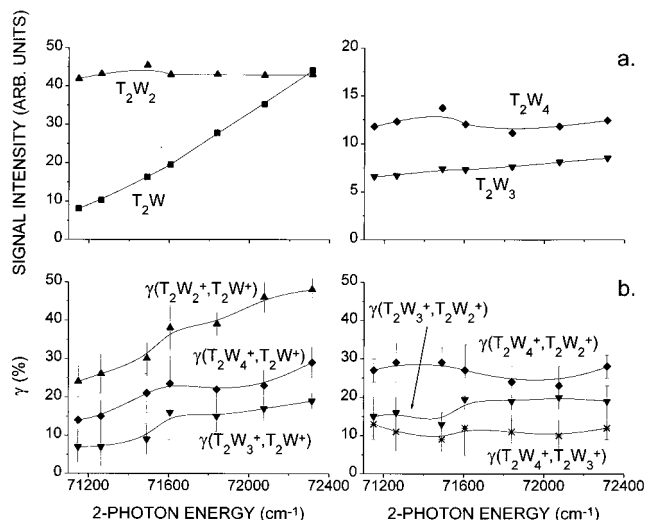 SIGNAL INTENSITY (ARB. UNITS)
50
40
30
20
10
0
T₂W₂
T₂W
20
15
10
5
0
a.
T₂W₄
T₂W₃
γ (%)
50
40
30
20
10
0
γ(T₂W₂⁺,T₂W⁺)
γ(T₂W₄⁺,T₂W⁺)
γ(T₂W₃⁺,T₂W⁺)
71200 71600 72000 72400
2-PHOTON ENERGY (cm⁻¹)
50
40
30
20
10
0
b.
γ(T₂W₃⁺,T₂W₂⁺)
γ(T₂W₄⁺,T₂W₂⁺)
γ(T₂W₄⁺,T₂W₃⁺)
71200 71600 72000 72400
2-PHOTON ENERGY (cm⁻¹)